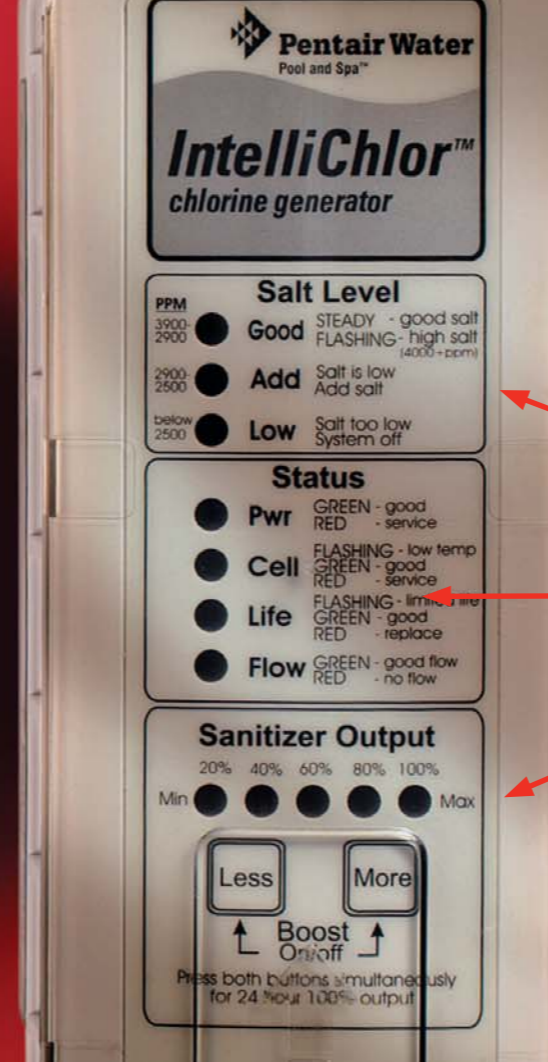 Pentair Water
Pool and Spa™
IntelliChlor™
chlorine generator
Salt Level
PPM
3900-
2900
Good
STEADY - good salt
FLASHING - high salt
(4000+ppm)
2900-
2500
Add
Salt is low
Add salt
below
2500
Low
Salt too low
System off
Status
Pwr
GREEN - good
RED - service
Cell
FLASHING - low temp
GREEN - good
RED - service
Life
FLASHING - limited life
GREEN - good
RED - replace
Flow
GREEN - good flow
RED - no flow
Sanitizer Output
20% 40% 60% 80% 100%
Min Max
Less More
Boost
On/off
Press both buttons simultaneously
for 24 hour 100% output